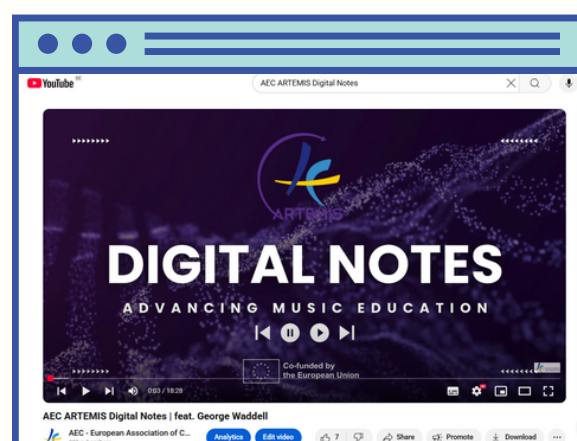 YouTube BE
AEC ARTEMIS Digital Notes
ARTEMIS
DIGITAL NOTES
ADVANCING MUSIC EDUCATION
Co-funded by
the European Union
0:03 / 18:28
AEC ARTEMIS Digital Notes | feat. George Waddell
AEC - European Association of C...
Analytics
Edit video
7
Share
Promote
Download